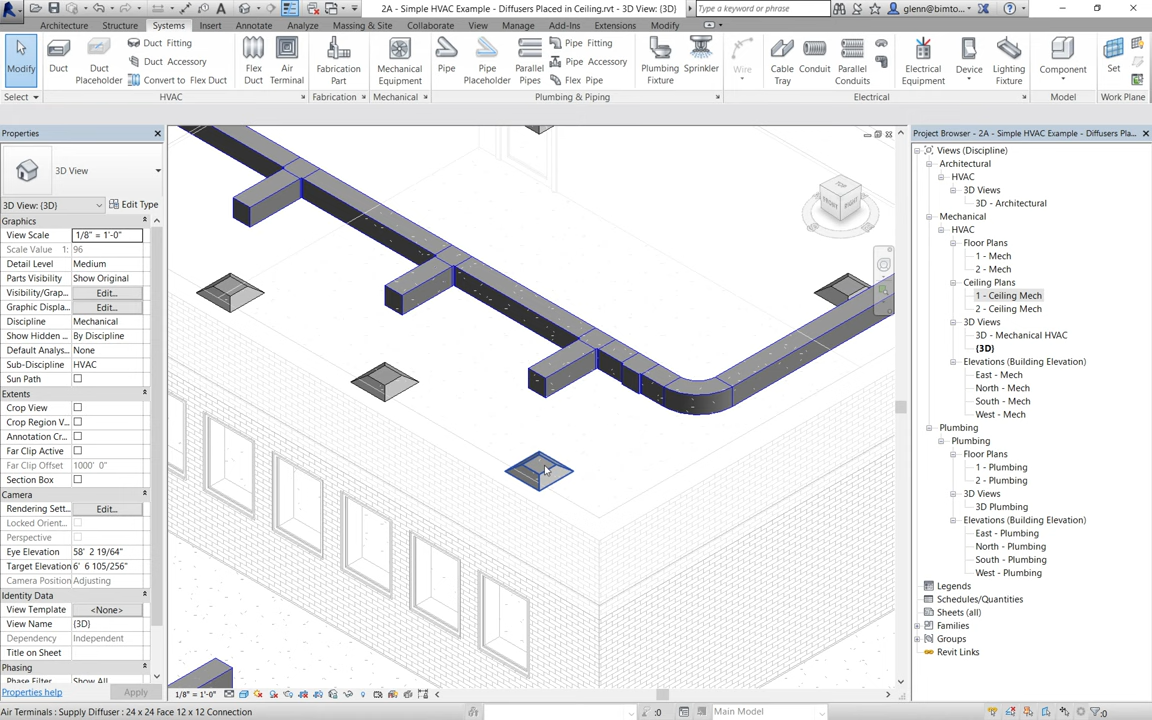 2A - Simple HVAC Example - Diffusers Placed in Ceiling.rvt - 3D View: {3D}
Type a keyword or phrase
glenn@bimto...
Architecture Structure Systems Insert Annotate Analyze Massing & Site Collaborate View Manage Add-Ins Extensions Modify
Modify
Duct
Duct Placeholder
Duct Fitting
Duct Accessory
Convert to Flex Duct
Flex Duct
Air Terminal
Fabrication Part
Mechanical Equipment
Pipe
Pipe Placeholder
Parallel Pipes
Pipe Fitting
Pipe Accessory
Flex Pipe
Plumbing Fixture
Sprinkler
Wire
Cable Tray
Conduit
Parallel Conduits
Electrical Equipment
Device
Lighting Fixture
Component
Set
Select HVAC Fabrication Mechanical Plumbing & Piping Electrical Model Work Plane
Properties
3D View
3D View: {3D} Edit Type
Graphics
View Scale 1/8" = 1'-0"
Scale Value 1: 96
Detail Level Medium
Parts Visibility Show Original
Visibility/Grap... Edit...
Graphic Displa... Edit...
Discipline Mechanical
Show Hidden ... By Discipline
Default Analys... None
Sub-Discipline HVAC
Sun Path
Extents
Crop View
Crop Region V...
Annotation Cr...
Far Clip Active
Far Clip Offset 1000' 0"
Section Box
Camera
Rendering Sett... Edit...
Locked Orient...
Perspective
Eye Elevation 58' 2 19/64"
Target Elevation 6' 6 105/256"
Camera Position Adjusting
Identity Data
View Template <None>
View Name {3D}
Dependency Independent
Title on Sheet
Phasing
Phase Filter Show All
Properties help Apply
TOP
FRONT
RIGHT
Project Browser - 2A - Simple HVAC Example - Diffusers Pla...
Views (Discipline)
Architectural
HVAC
3D Views
3D - Architectural
Mechanical
HVAC
Floor Plans
1 - Mech
2 - Mech
Ceiling Plans
1 - Ceiling Mech
2 - Ceiling Mech
3D Views
3D - Mechanical HVAC
{3D}
Elevations (Building Elevation)
East - Mech
North - Mech
South - Mech
West - Mech
Plumbing
Plumbing
Floor Plans
1 - Plumbing
2 - Plumbing
3D Views
3D Plumbing
Elevations (Building Elevation)
East - Plumbing
North - Plumbing
South - Plumbing
West - Plumbing
Legends
Schedules/Quantities
Sheets (all)
Families
Groups
Revit Links
1/8" = 1'-0"
Air Terminals : Supply Diffuser : 24 x 24 Face 12 x 12 Connection
:0
Main Model
:0